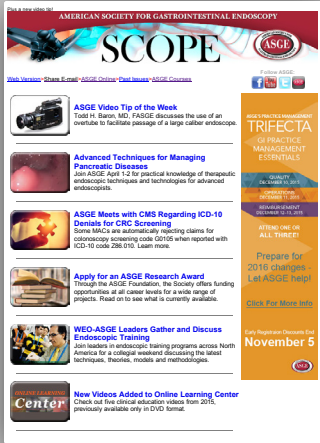 Plus a new video tip!
AMERICAN SOCIETY FOR GASTROINTESTINAL ENDOSCOPY
SCOPE
ASGE
Web Version>Share E-mail>ASGE Online>Past Issues>ASGE Courses
Follow ASGE:
ASGE Video Tip of the Week
Todd H. Baron, MD, FASGE discusses the use of an
overtube to facilitate passage of a large caliber endoscope.
Advanced Techniques for Managing
Pancreatic Diseases
Join ASGE April 1-2 for practical knowledge of therapeutic
endoscopic techniques and technologies for advanced
endoscopists.
ASGE Meets with CMS Regarding ICD-10
Denials for CRC Screening
Some MACs are automatically rejecting claims for
colonoscopy screening code G0105 when reported with
ICD-10 code Z86.010. Learn more.
Apply for an ASGE Research Award
Through the ASGE Foundation, the Society offers funding
opportunities at all career levels for a wide range of
projects. Read on to see what is currently available.
WEO-ASGE Leaders Gather and Discuss
Endoscopic Training
Join leaders in endoscopic training programs across North
America for a collegial weekend discussing the latest
techniques, theories, models and methodologies.
ONLINE LEARNING
Center
New Videos Added to Online Learning Center
Check out five clinical education videos from 2015,
previously available only in DVD format.
ASGE'S PRACTICE MANAGEMENT
TRIFECTA
GI PRACTICE
MANAGEMENT
ESSENTIALS
QUALITY
DECEMBER 10, 2015
OPERATIONS
DECEMBER 11, 2015
REIMBURSEMENT
DECEMBER 12-13, 2015
ATTEND ONE OR
ALL THREE!
Prepare for
2016 changes -
Let ASGE help!
Click For More Info
Early Registration Discounts End
November 5
ASGE